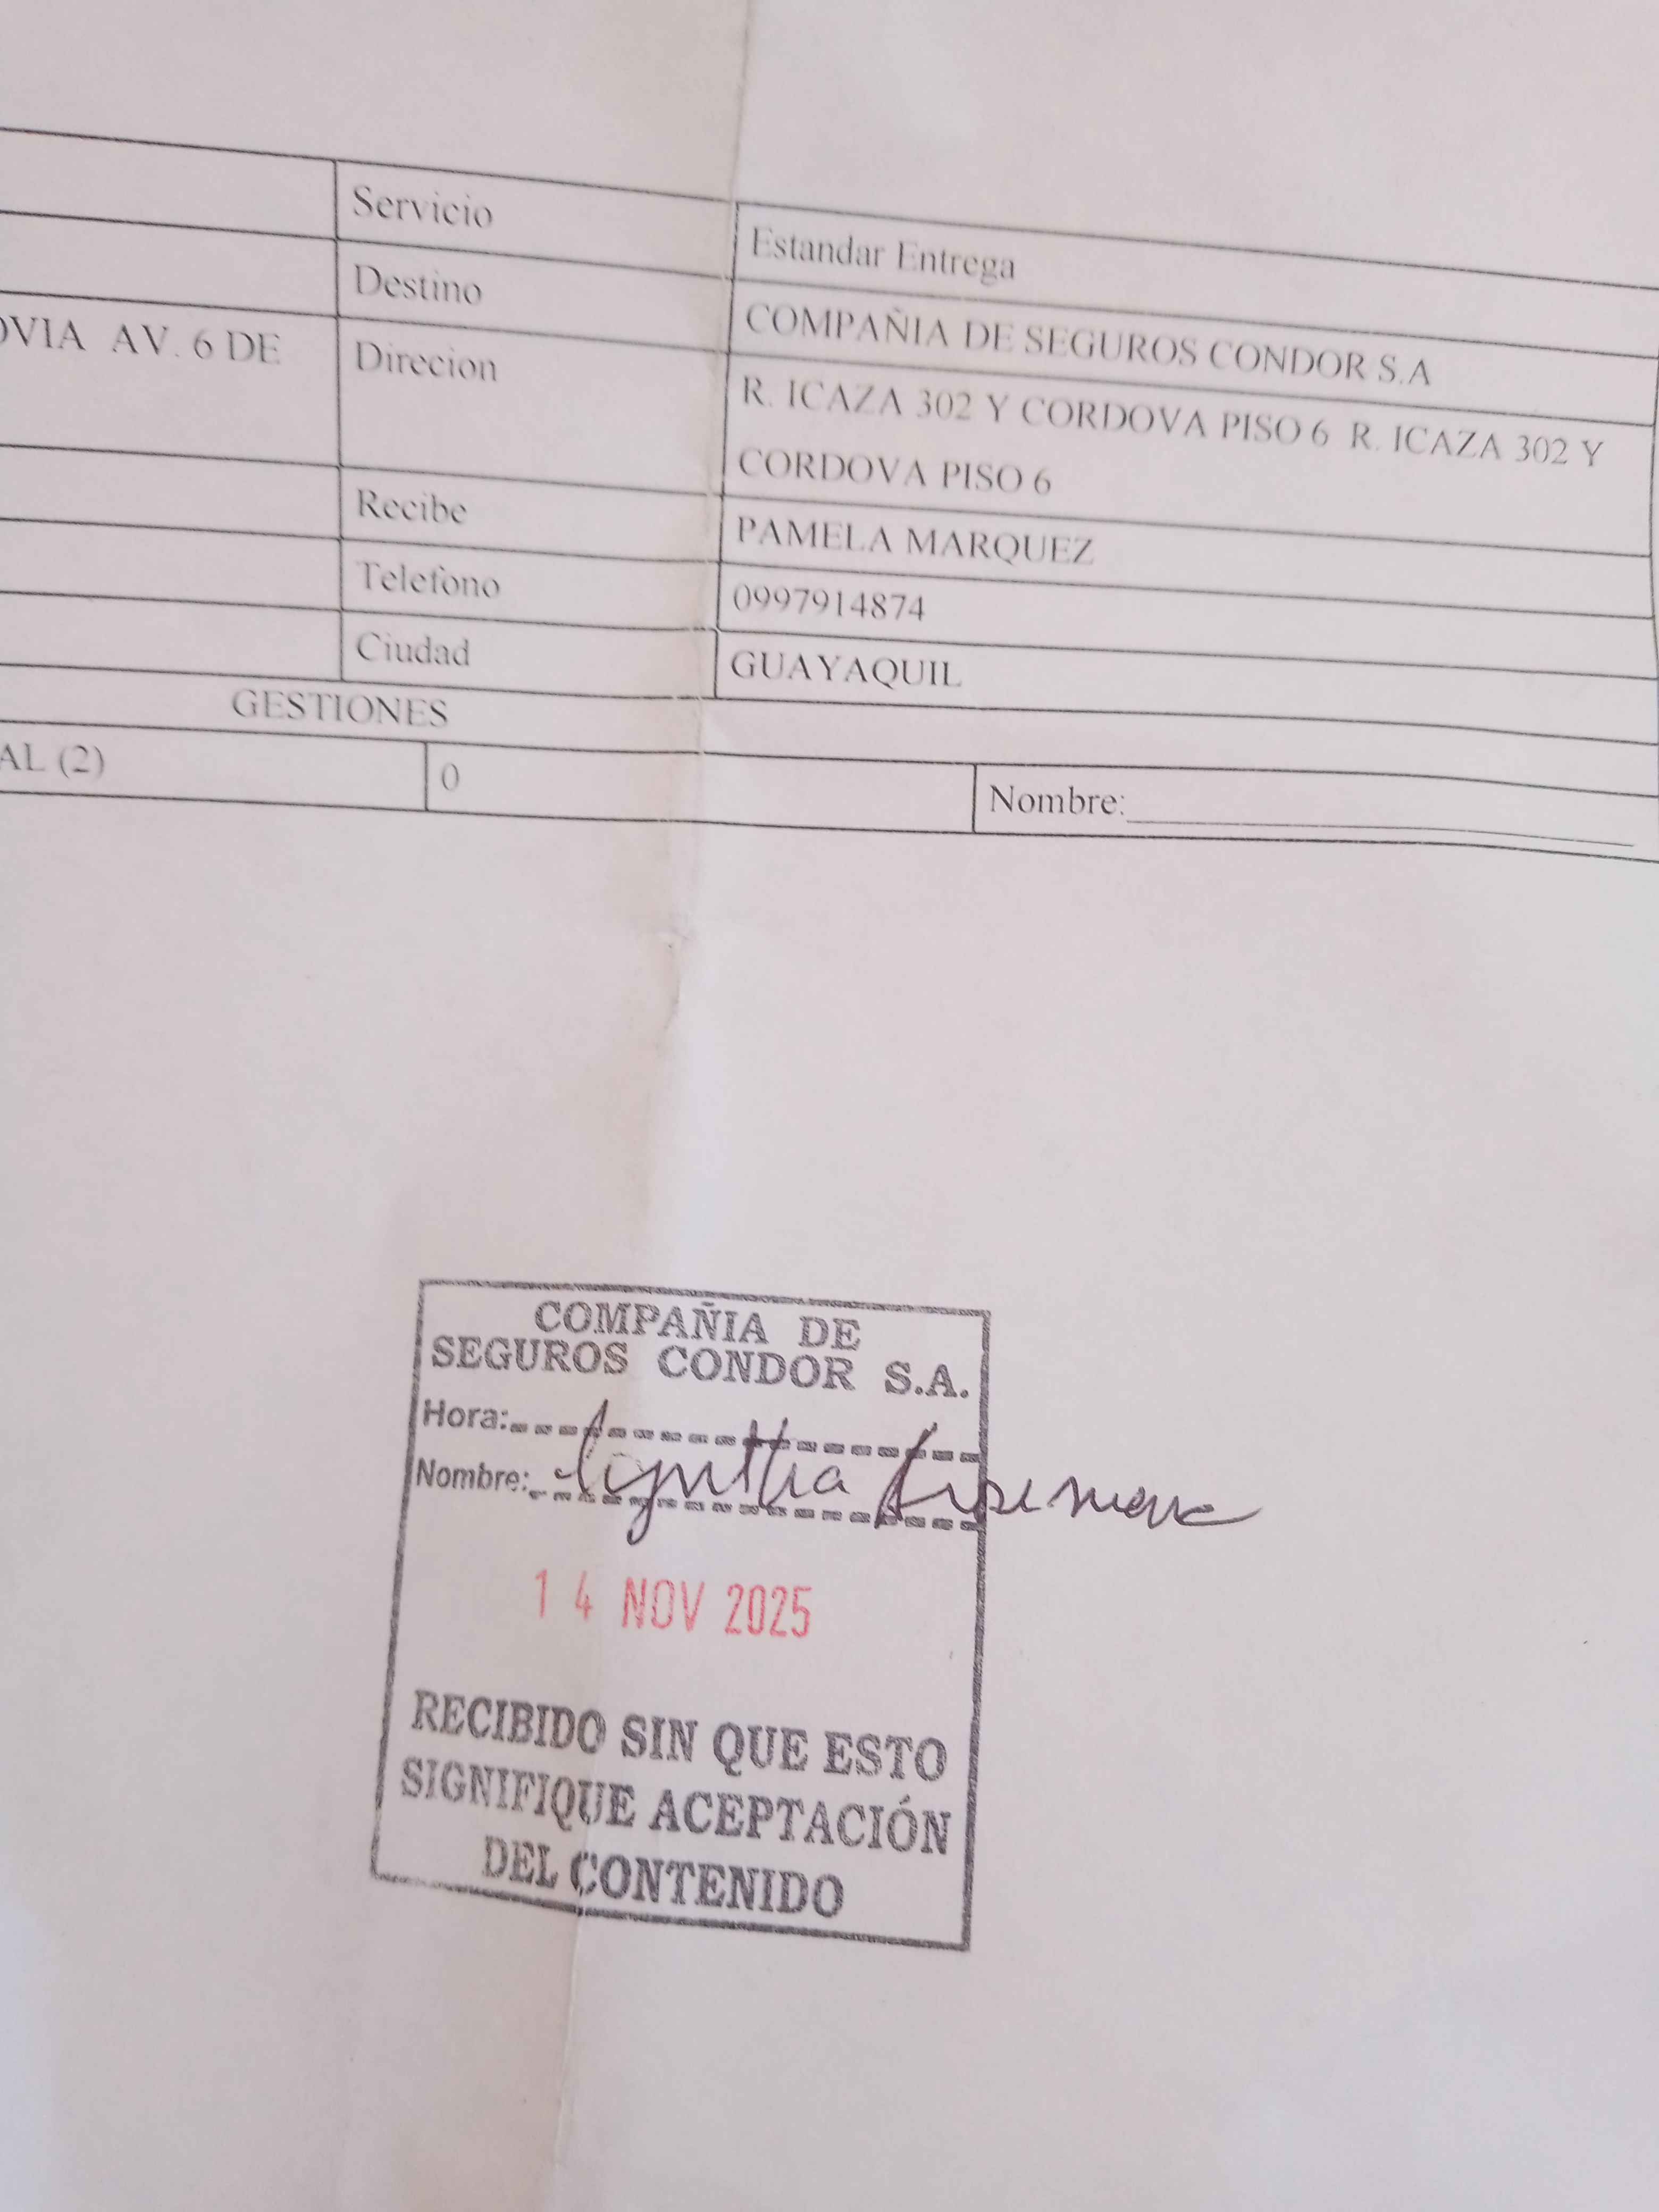 Servicio Estandar Entrega
Destino COMPAÑIA DE SEGUROS CONDOR S.A
OVIA AV. 6 DE Direcion R. ICAZA 302 Y CORDOVA PISO 6 R. ICAZA 302 Y
CORDOVA PISO 6
Recibe PAMELA MARQUEZ
Telefono 0997914874
Ciudad GUAYAQUIL
GESTIONES
AL (2) 0 Nombre:
COMPAÑIA DE
SEGUROS CONDOR S.A.
Hora:
Nombre:
14 NOV 2025
RECIBIDO SIN QUE ESTO
SIGNIFIQUE ACEPTACIÓN
DEL CONTENIDO